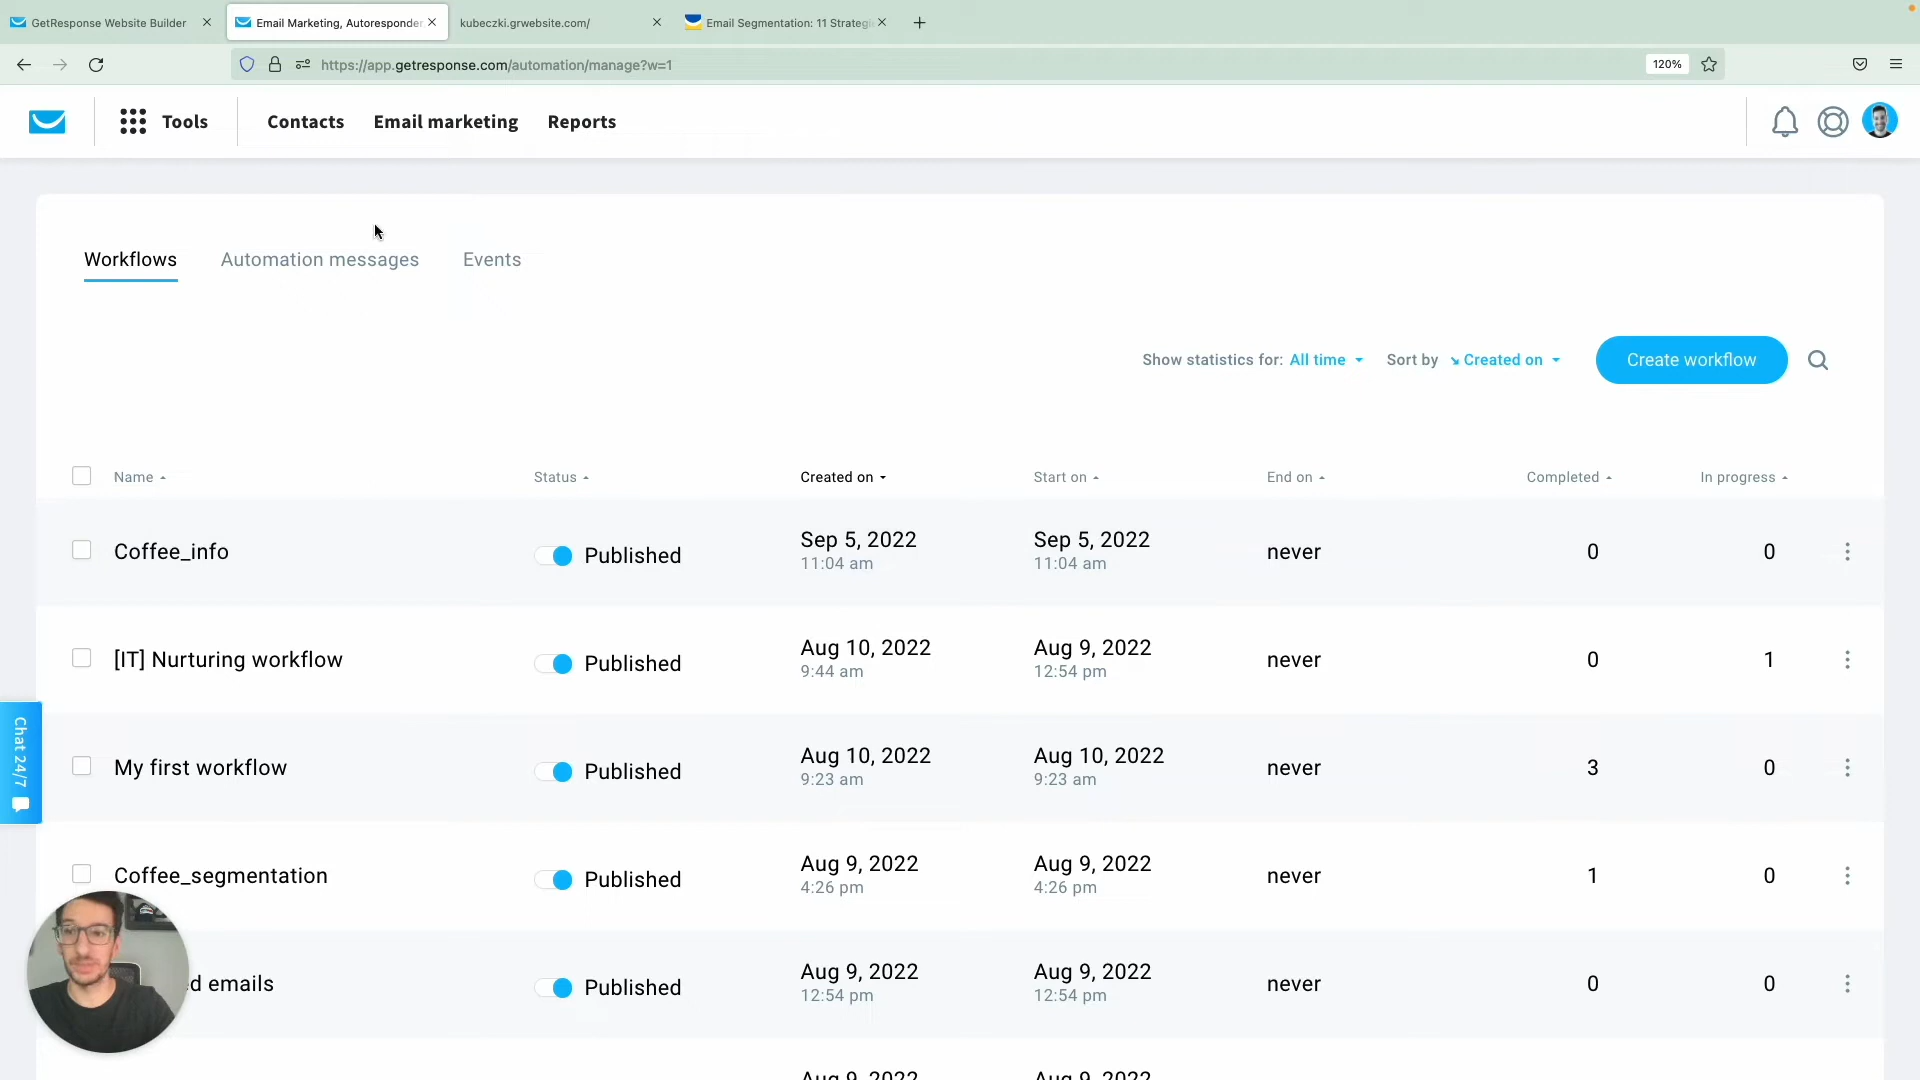 GetResponse Website Builder
Email Marketing, Autoresponder
kubeczki.grwebsite.com/
Email Segmentation: 11 Strategi
https://app.getresponse.com/automation/manage?w=1
120%
Tools
Contacts
Email marketing
Reports
Workflows
Automation messages
Events
Show statistics for: All time
Sort by Created on
Create workflow
Name
Status
Created on
Start on
End on
Completed
In progress
Coffee_info
Published
Sep 5, 2022
11:04 am
Sep 5, 2022
11:04 am
never
0
0
[IT] Nurturing workflow
Published
Aug 10, 2022
9:44 am
Aug 9, 2022
12:54 pm
never
0
1
My first workflow
Published
Aug 10, 2022
9:23 am
Aug 10, 2022
9:23 am
never
3
0
Chat 24/7
Coffee_segmentation
Published
Aug 9, 2022
4:26 pm
Aug 9, 2022
4:26 pm
never
1
0
d emails
Published
Aug 9, 2022
12:54 pm
Aug 9, 2022
12:54 pm
never
0
0
Aug 9, 2022
Aug 9, 2022